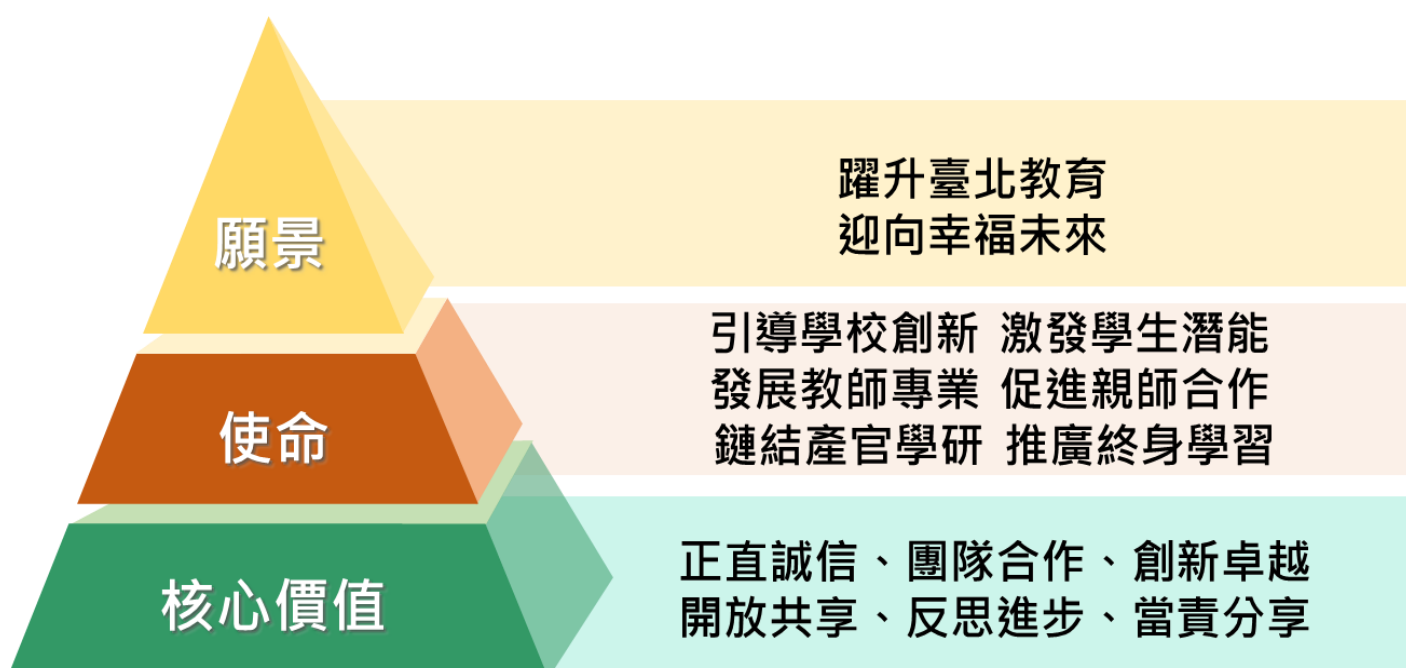 願景
躍升臺北教育
迎向幸福未來
使命
引導學校創新 激發學生潛能
發展教師專業 促進親師合作
鏈結產官學研 推廣終身學習
核心價值
正直誠信、團隊合作、創新卓越
開放共享、反思進步、當責分享